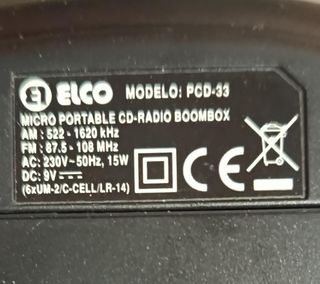 ELCO MODELO: PCD-33
MICRO PORTABLE CD-RADIO BOOMBOX
AM : 522 - 1620 kHz
FM : 87.5 - 108 MHz
AC: 230V~50Hz, 15W
DC: 9V
(6xUM-2/C-CELL/LR-14)
CE